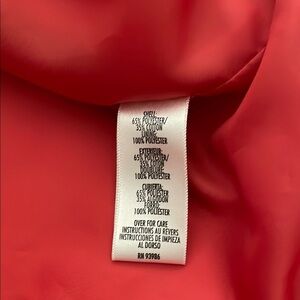 SHELL:
65% POLYESTER/
35% COTTON
LINING:
100% POLYESTER
EXTERIEUR:
65% POLYESTER/
35% COTON
DOUBLURE:
100% POLYESTER
CUBIERTA:
65% POLIESTER
35% ALGODON
FORRO:
100% POLIESTER
OVER FOR CARE
INSTRUCTIONS AU REVERS
INSTRUCCIONES DE LIMPIEZA
AL DORSO
RN 93986